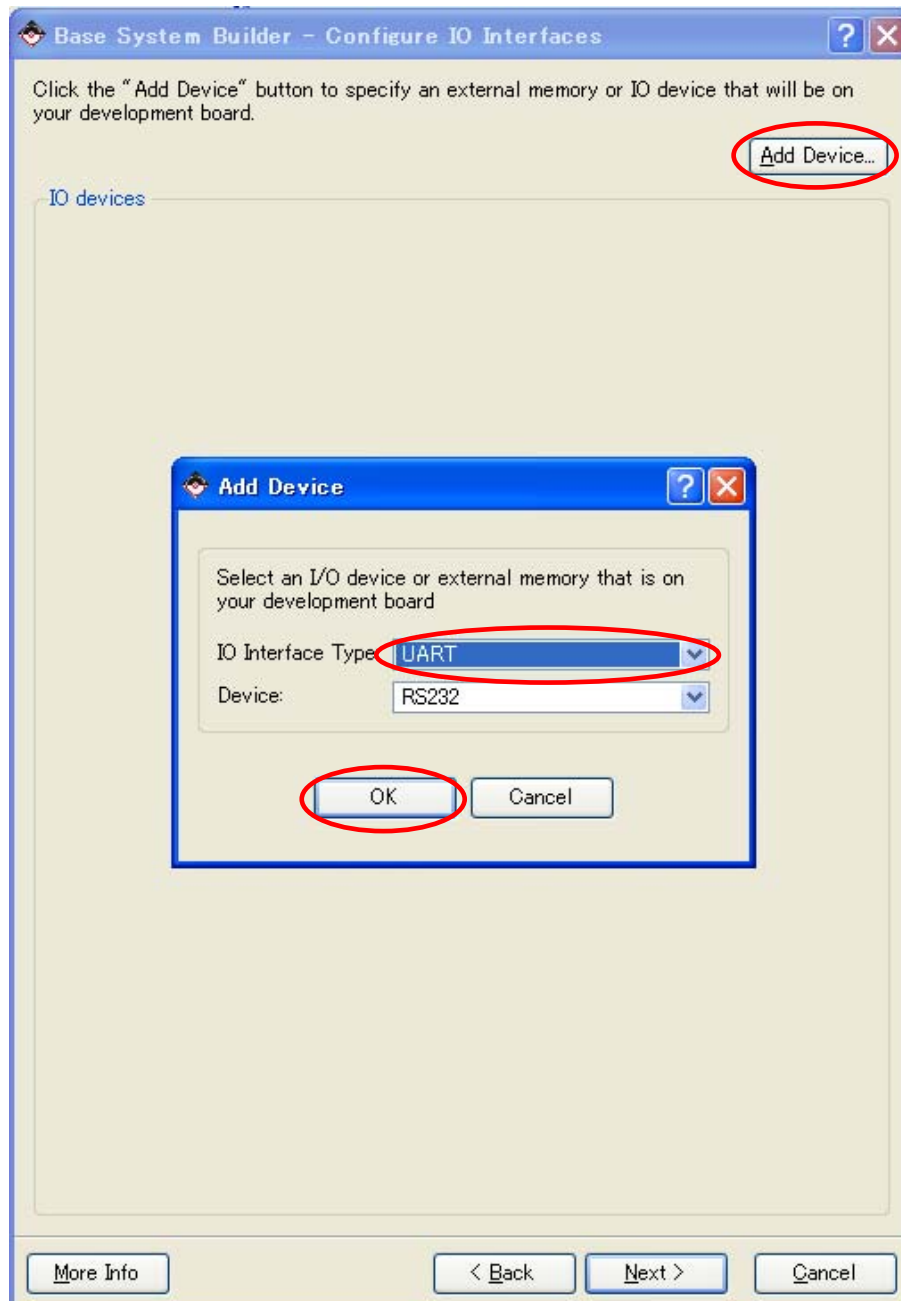 Base System Builder - Configure IO Interfaces
Click the "Add Device" button to specify an external memory or IO device that will be on
your development board.
Add Device...
IO devices
Add Device
Select an I/O device or external memory that is on
your development board
IO Interface Type
UART
Device:
RS232
OK
Cancel
More Info
< Back
Next >
Cancel